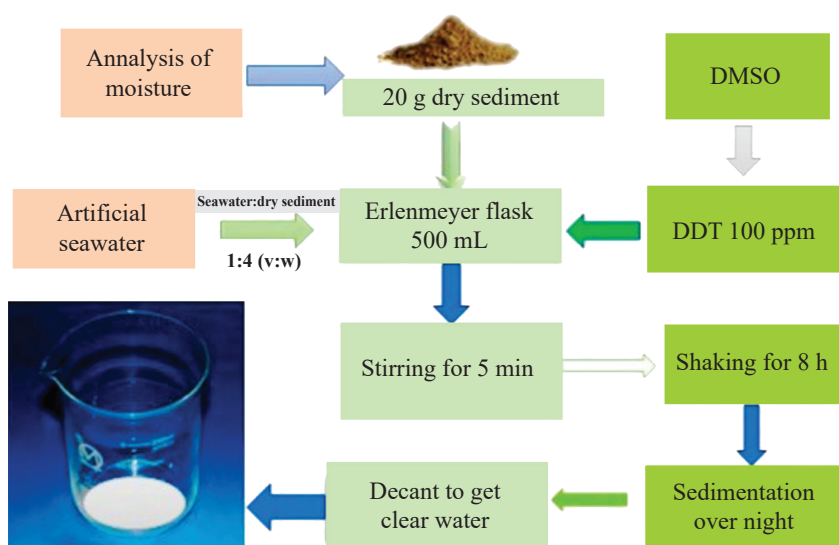 Annalysis of
moisture
20 g dry sediment
DMSO
Artificial
seawater
Seawater:dry sediment
1:4 (v:w)
Erlenmeyer flask
500 mL
DDT 100 ppm
Stirring for 5 min
Shaking for 8 h
Sedimentation
over night
Decant to get
clear water